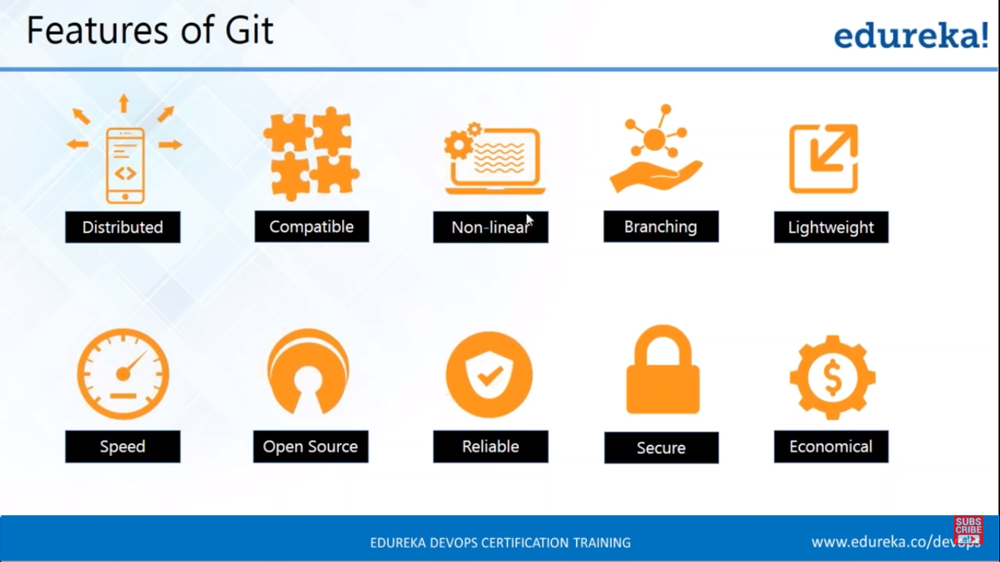 Features of Git
edureka!
Distributed
Compatible
Non-linear
Branching
Lightweight
Speed
Open Source
Reliable
Secure
Economical
EDUREKA DEVOPS CERTIFICATION TRAINING
www.edureka.co/devops
SUBS
CRIBE
e!